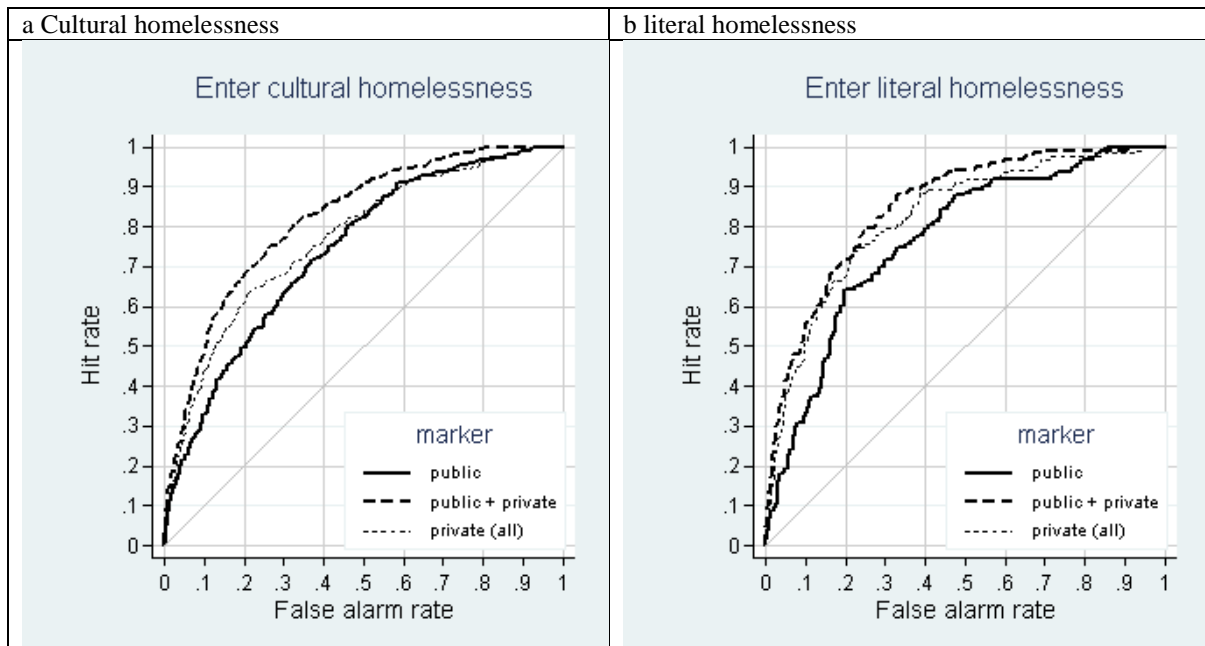 a Cultural homelessness
b literal homelessness
Enter cultural homelessness
1
.9
.8
.7
.6
.5
.4
.3
.2
.1
0
Hit rate
marker
public
public + private
private (all)
0 .1 .2 .3 .4 .5 .6 .7 .8 .9 1
False alarm rate
Enter literal homelessness
1
.9
.8
.7
.6
.5
.4
.3
.2
.1
0
Hit rate
marker
public
public + private
private (all)
0 .1 .2 .3 .4 .5 .6 .7 .8 .9 1
False alarm rate